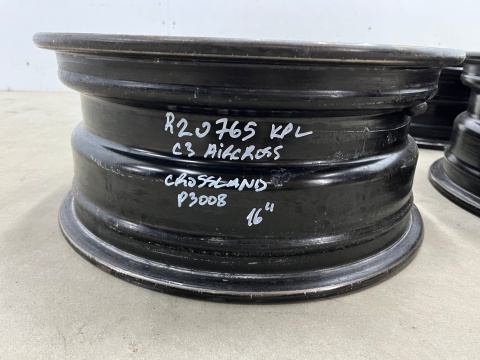 R20765 KPL
C3 AIRCROSS
CROSSLAND
P3008
16"